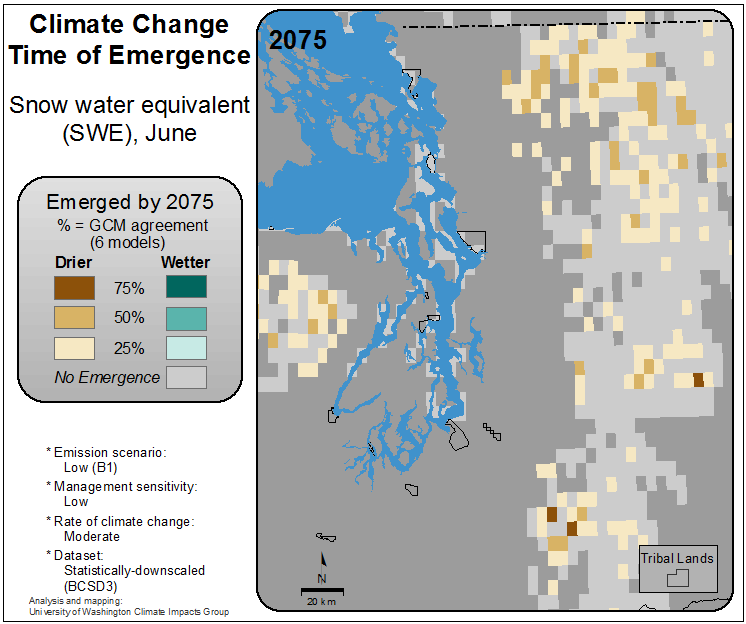 Climate Change
Time of Emergence
Snow water equivalent
(SWE), June
Emerged by 2075
% = GCM agreement
(6 models)
Drier Wetter
75%
50%
25%
No Emergence
* Emission scenario:
Low (B1)
* Management sensitivity:
Low
* Rate of climate change:
Moderate
* Dataset:
Statistically-downscaled
(BCSD3)
Analysis and mapping:
University of Washington Climate Impacts Group
2075
N
20 km
Tribal Lands